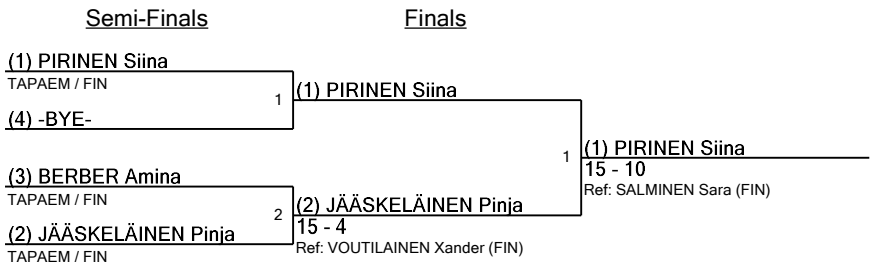 Semi-Finals
Finals
(1) PIRINEN Siina
TAPAEM / FIN
1
(1) PIRINEN Siina
(4) -BYE-
1
(1) PIRINEN Siina
15 - 10
Ref: SALMINEN Sara (FIN)
(3) BERBER Amina
TAPAEM / FIN
2
(2) JÄÄSKELÄINEN Pinja
15 - 4
Ref: VOUTILAINEN Xander (FIN)
(2) JÄÄSKELÄINEN Pinja
TAPAEM / FIN